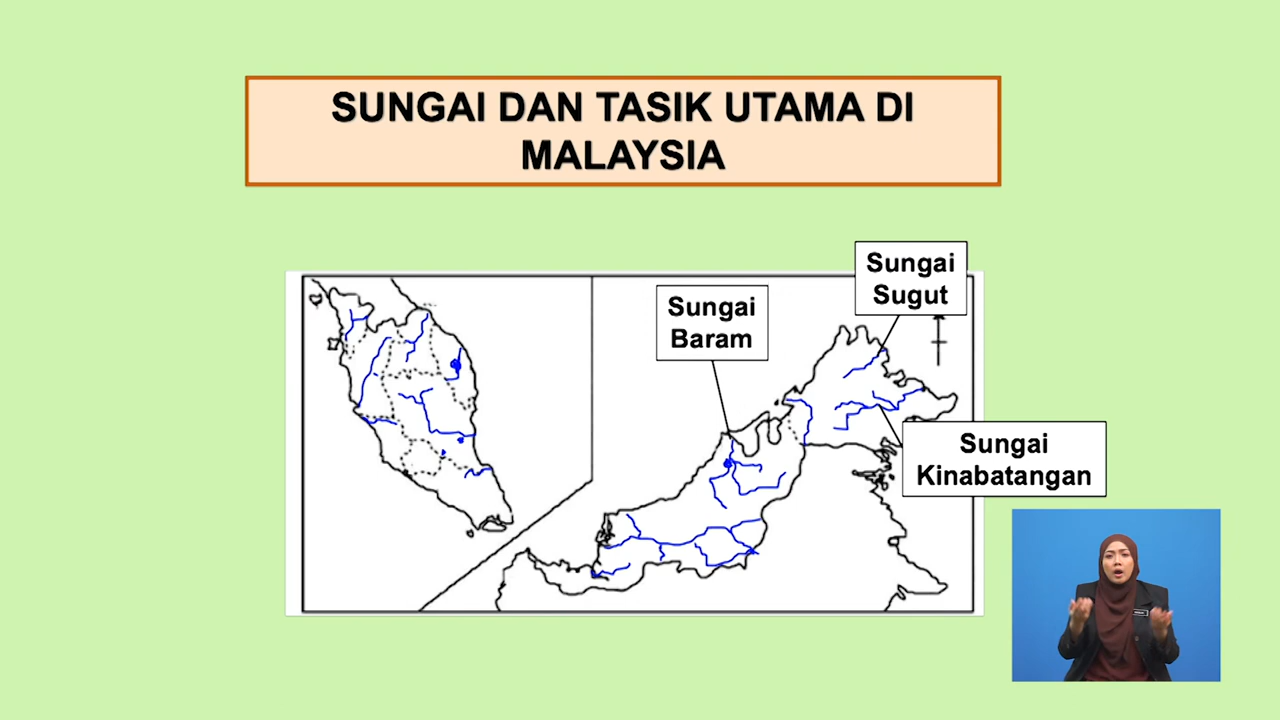 SUNGAI DAN TASIK UTAMA DI
MALAYSIA
Sungai
Sugut
Sungai
Baram
Sungai
Kinabatangan